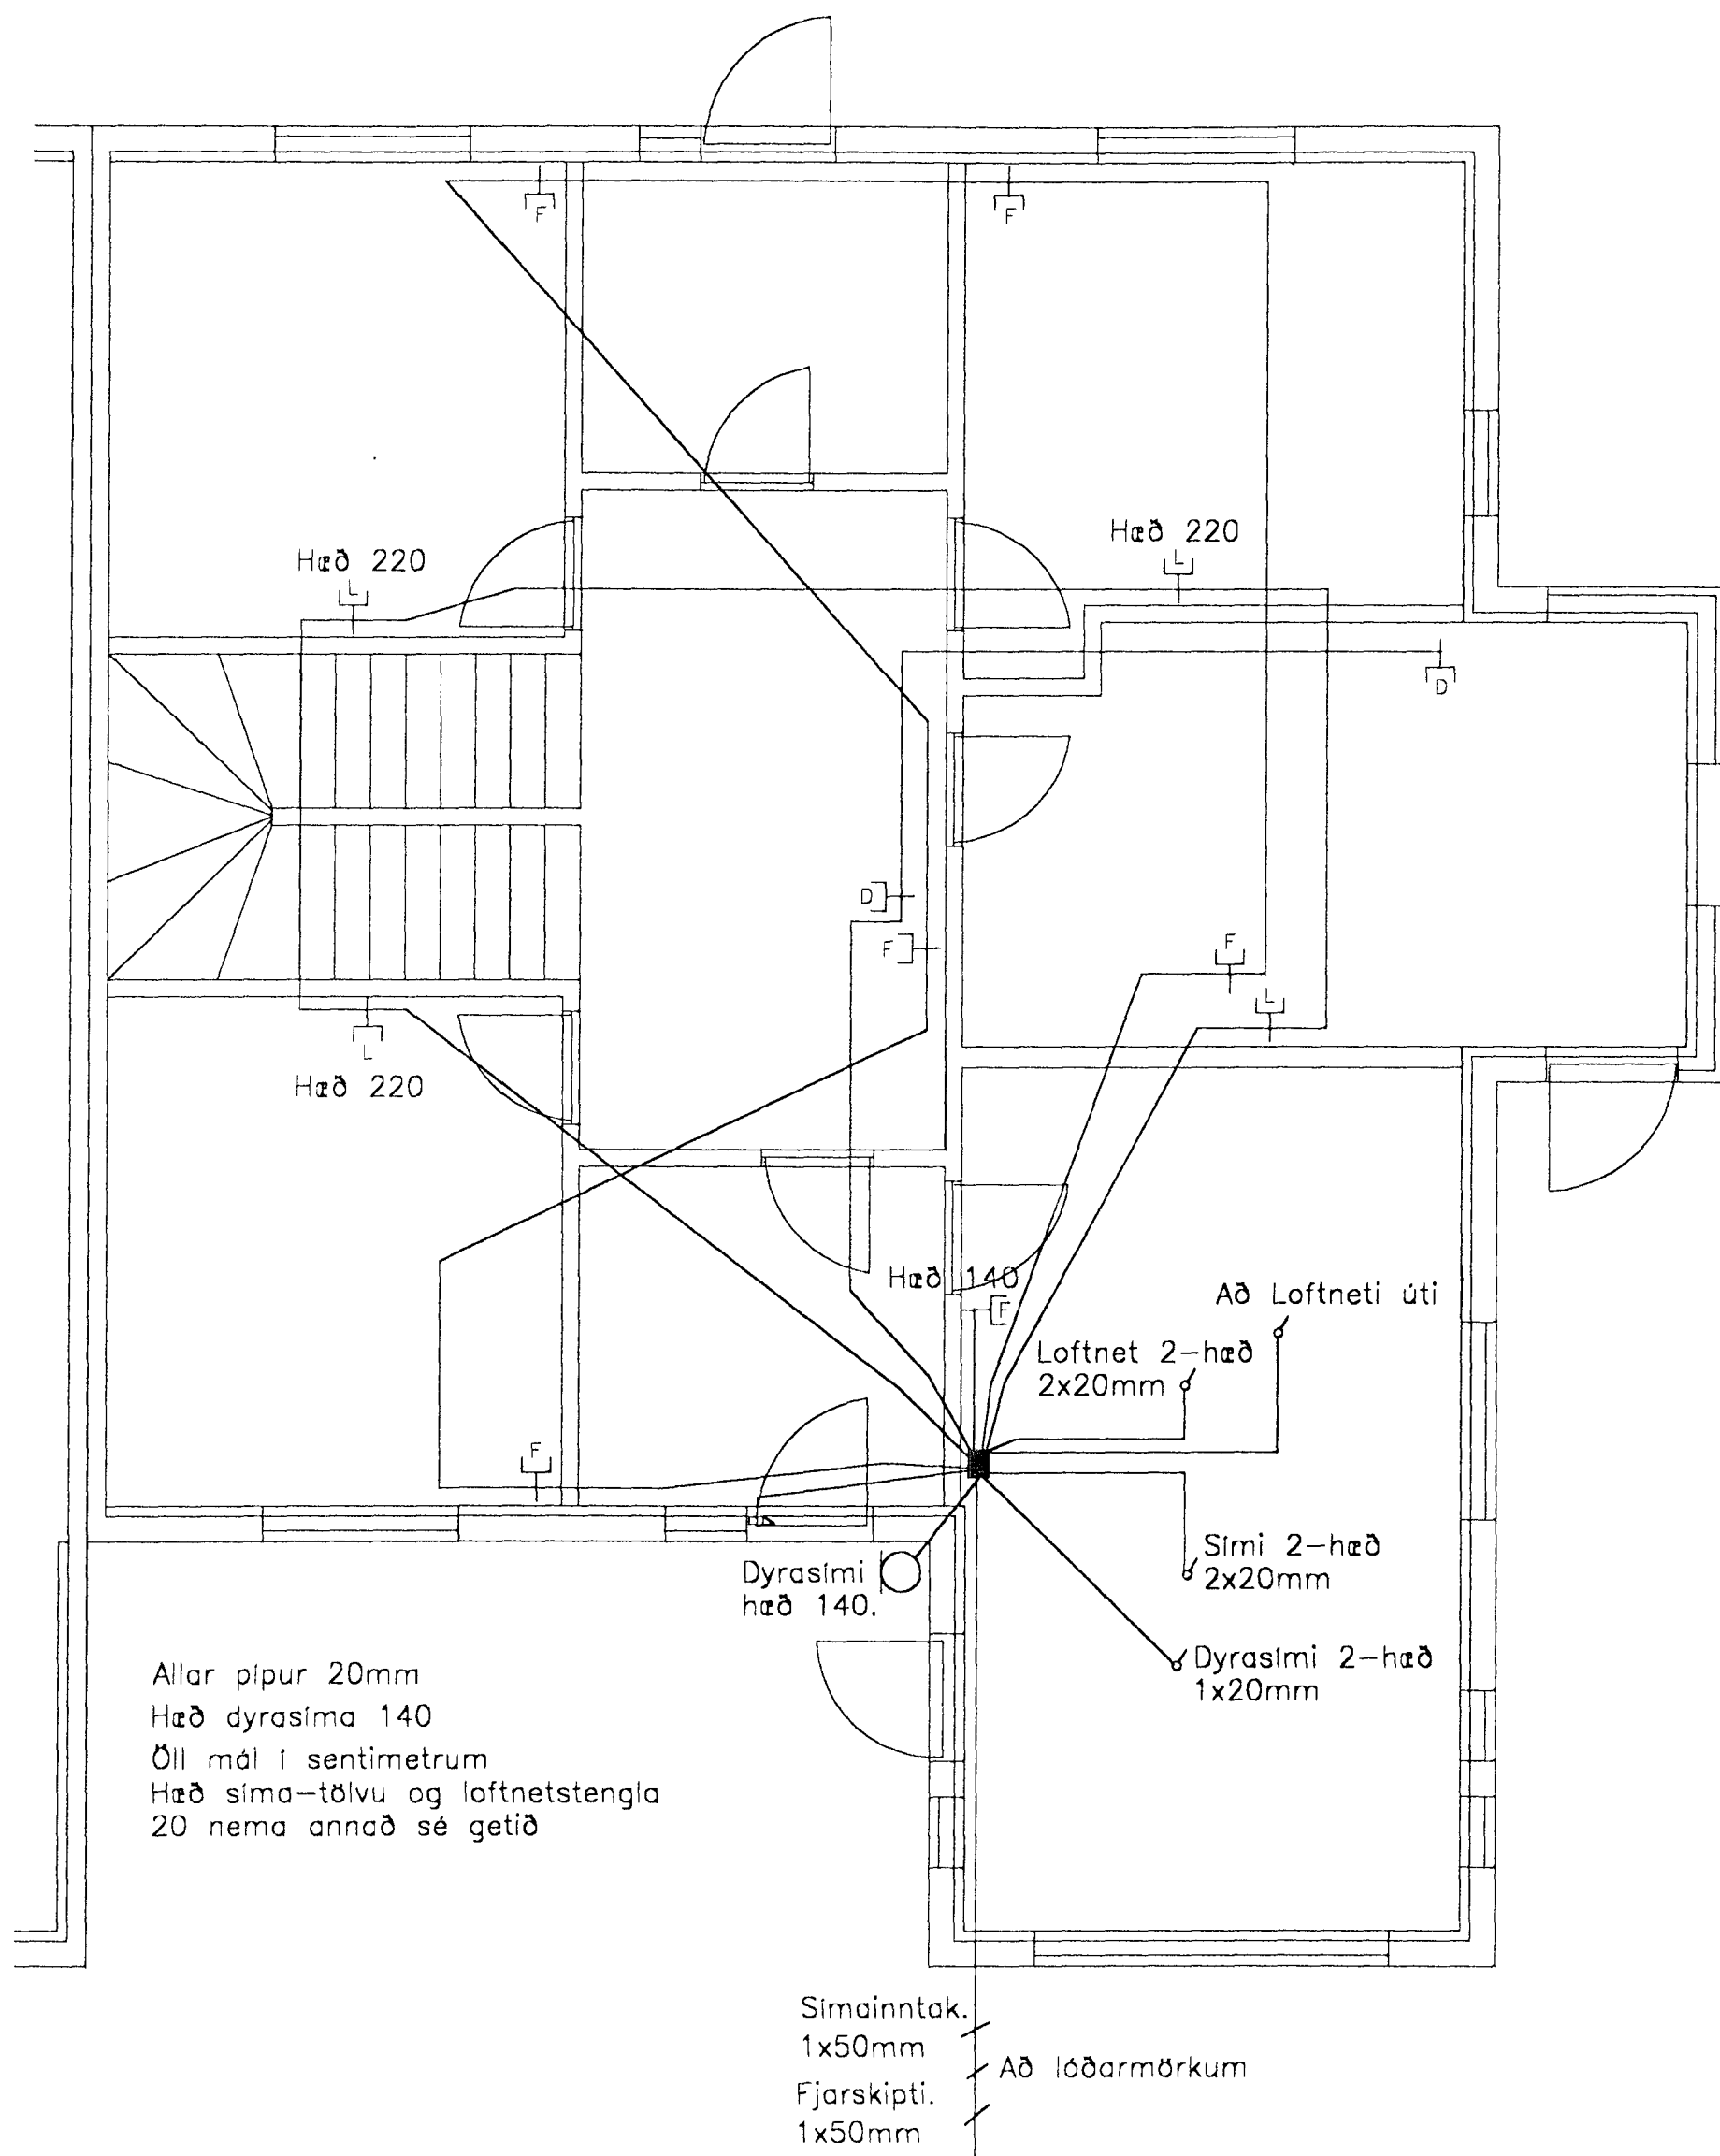 F
F
Hæð 220
L
Hæð 220
L
D
D
F
F
L
L
Hæð 220
Hæð 140
F
Að Loftneti úti
Loftnet 2-hæð
2x20mm
F
Sími 2-hæð
2x20mm
Dyrasími
hæð 140.
Dyrasími 2-hæð
1x20mm
Allar pípur 20mm
Hæð dyrasíma 140
Öll mál í sentimetrum
Hæð síma-tölvu og loftnetstengla
20 nema annað sé getið
Símainntak.
1x50mm
Að lóðarmörkum
Fjarskipti.
1x50mm